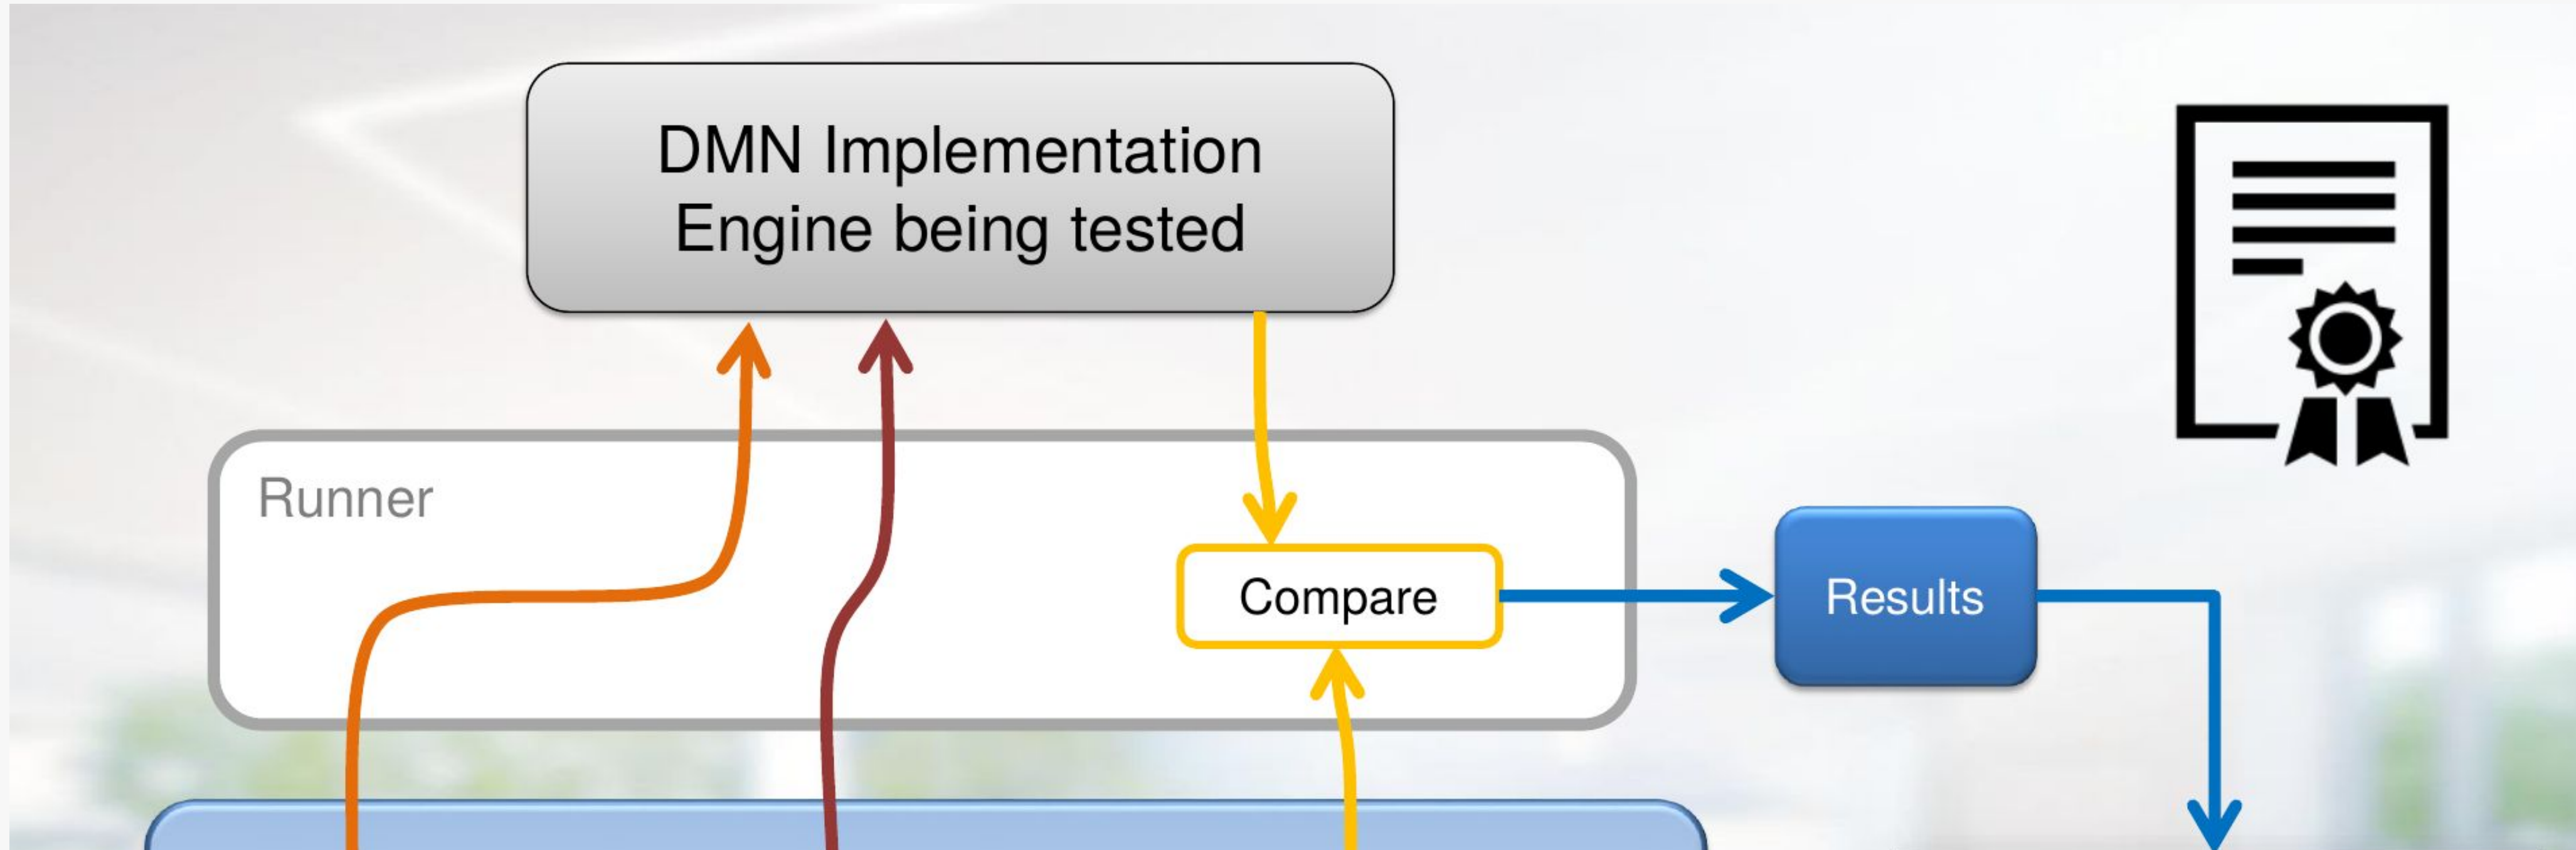 DMN Implementation
Engine being tested
Runner
Compare
Results